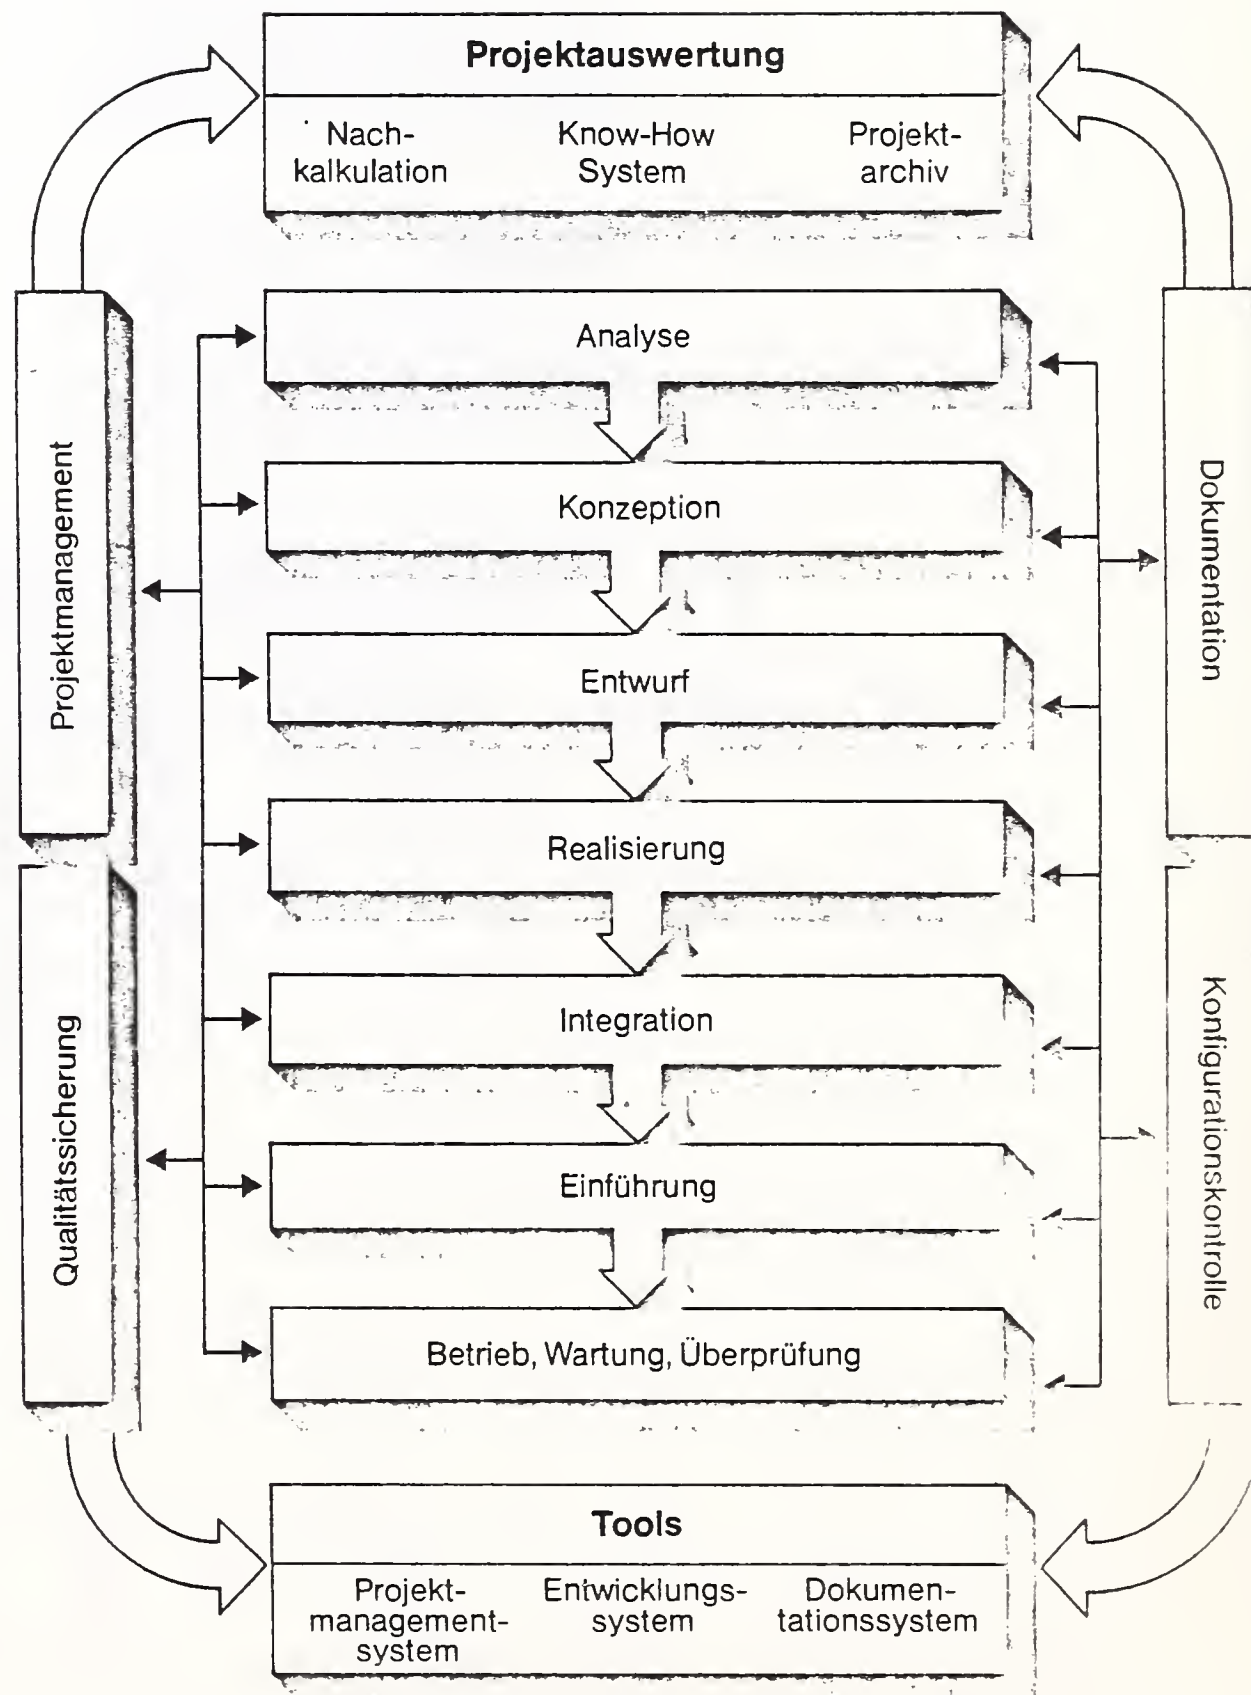 Projektauswertung
Nach-
kalkulation
Know-How
System
Projekt-
archiv
Projektmanagement
Qualitätssicherung
Analyse
Konzeption
Entwurf
Realisierung
Integration
Einführung
Betrieb, Wartung, Überprüfung
Dokumentation
Konfigurationskontrolle
Tools
Projekt-
management-
system
Entwicklungs-
system
Dokumen-
tationssystem